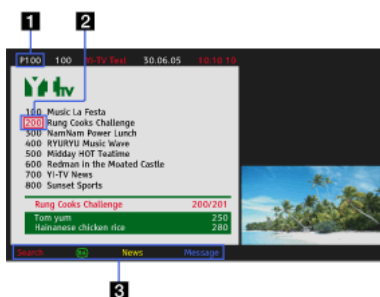 1
2
P100 100 YI-TV Text 30.06.05 10:10 10
YI tv
100 Music La Festa
200 Rung Cooks Challenge
300 NamNam Power Lunch
400 RYURYU Music Wave
500 Midday HOT Teatime
600 Redman in the Moated Castle
700 YI-TV News
800 Sunset Sports
Rung Cooks Challenge 200/201
Tom yum 250
Hainanese chicken rice 280
Search News Message
3